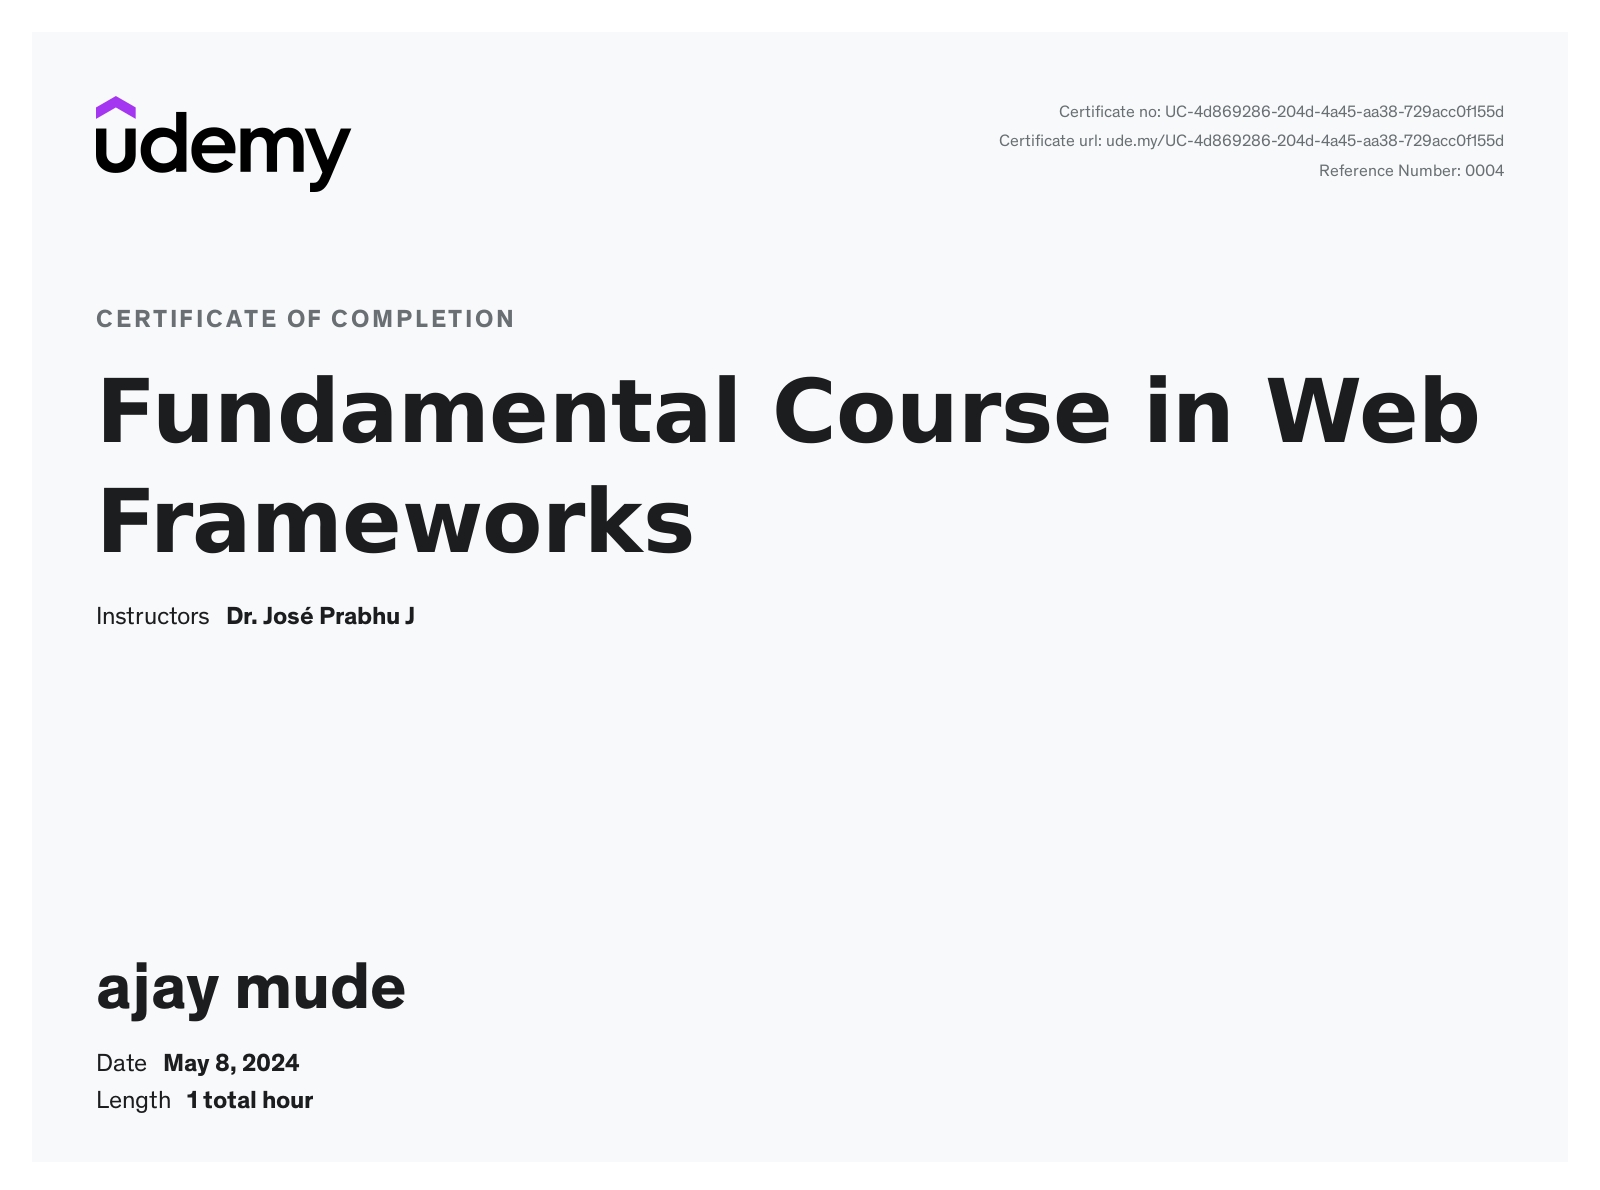 udemy
Certificate no: UC-4d869286-204d-4a45-aa38-729acc0f155d
Certificate url: ude.my/UC-4d869286-204d-4a45-aa38-729acc0f155d
Reference Number: 0004
CERTIFICATE OF COMPLETION
Fundamental Course in Web
Frameworks
Instructors Dr. José Prabhu J
ajay mude
Date May 8, 2024
Length 1 total hour